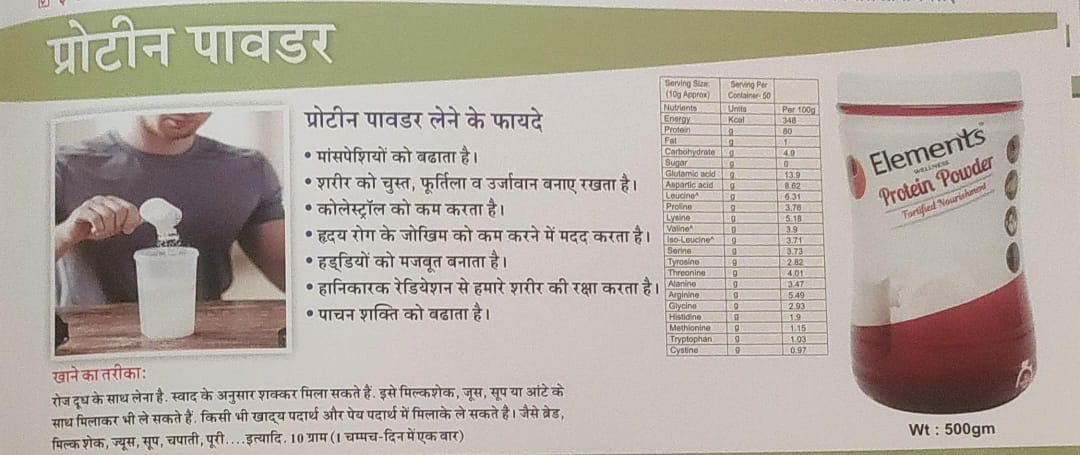 प्रोटीन पावडर
प्रोटीन पावडर लेने के फायदे
• मांसपेशियों को बढाता है।
• शरीर को चुस्त, फूर्तिला व उर्जावान बनाए रखता है।
• कोलेस्ट्रॉल को कम करता है।
• हृदय रोग के जोखिम को कम करने में मदद करता है।
• हड्डियों को मजबूत बनाता है।
• हानिकारक रेडियेशन से हमारे शरीर की रक्षा करता है।
• पाचन शक्ति को बढाता है।
खाने का तरीका:
रोज दूध के साथ लेना है. स्वाद के अनुसार शक्कर मिला सकते हैं. इसे मिल्कशेक, जूस, सूप या आंटे के
साथ मिलाकर भी ले सकते हैं. किसी भी खाद्य पदार्थ और पेय पदार्थ में मिलाके ले सकते है। जैसे ब्रेड,
मिल्क शेक, ज्यूस, सूप, चपाती, पूरी....इत्यादि. 10 ग्राम (1 चम्मच-दिन में एक बार)
Serving Size: Serving Per
(10g Approx) Container- 50
Nutrients Units Per 100g
Energy Kcal 348
Protein g 80
Fat g 1
Carbohydrate g 4.9
Sugar g 0
Glutamic acid g 13.9
Aspartic acid g 8.62
Leucine^ g 6.31
Proline g 3.76
Lysine g 5.18
Valine^ g 3.9
Iso-Leucine^ g 3.71
Serine g 3.73
Tyrosine g 2.82
Threonine g 4.01
Alanine g 3.47
Arginine g 5.49
Glycine g 2.93
Histidine g 1.9
Methionine g 1.15
Tryptophan g 1.03
Cystine g 0.97
Elements
WELLNESS
Protein Powder
Fortified Nourishment
Wt : 500gm